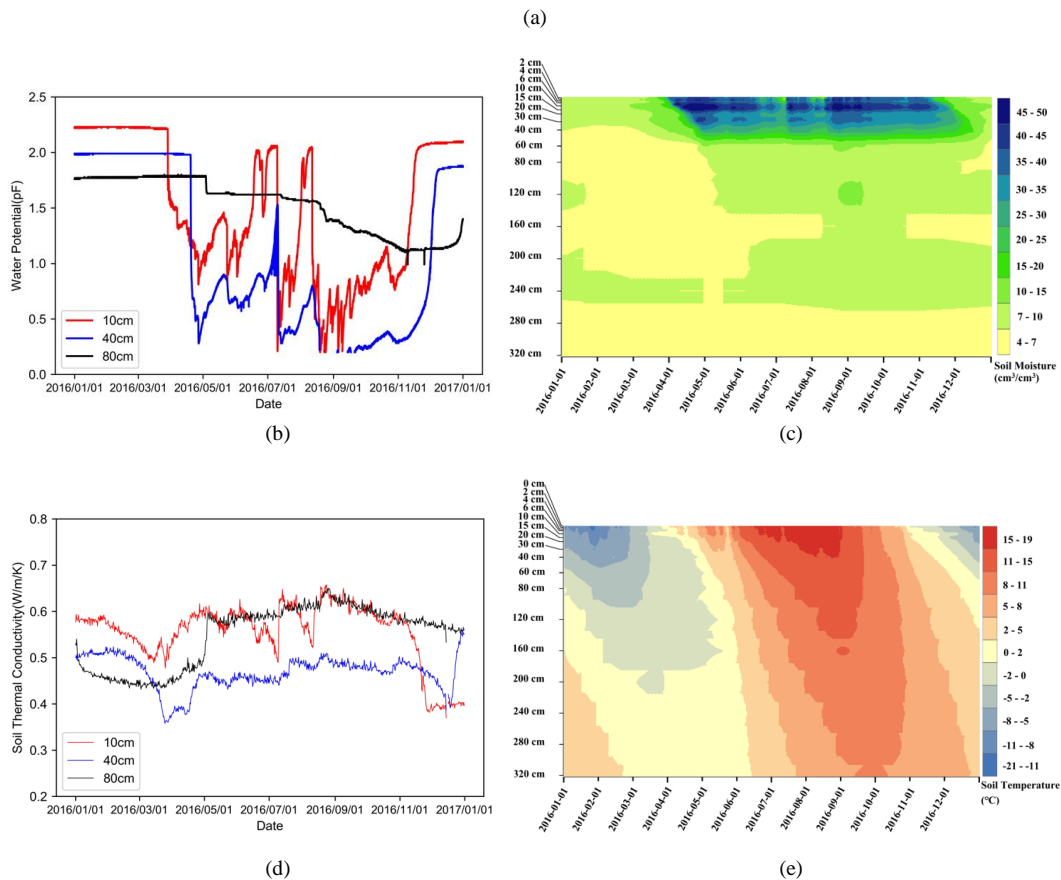 (a)
2.5
2.0
1.5
1.0
0.5
0.0
Water Potential(pF)
10cm
40cm
80cm
2016/01/01 2016/03/01 2016/05/01 2016/07/01 2016/09/01 2016/11/01 2017/01/01
Date
(b)
2 cm
4 cm
6 cm
10 cm
15 cm
20 cm
30 cm
40 cm
60 cm
80 cm
120 cm
160 cm
200 cm
240 cm
280 cm
320 cm
2016-01-01
2016-02-01
2016-03-01
2016-04-01
2016-05-01
2016-06-01
2016-07-01
2016-08-01
2016-09-01
2016-10-01
2016-11-01
2016-12-01
45 - 50
40 - 45
35 - 40
30 - 35
25 - 30
20 - 25
15 - 20
10 - 15
7 - 10
4 - 7
Soil Moisture
(cm³/cm³)
(c)
0.8
0.7
0.6
0.5
0.4
0.3
0.2
Soil Thermal Conductivity(W/m/K)
10cm
40cm
80cm
2016/01/01 2016/03/01 2016/05/01 2016/07/01 2016/09/01 2016/11/01 2017/01/01
Date
(d)
0 cm
2 cm
4 cm
6 cm
10 cm
15 cm
20 cm
30 cm
40 cm
60 cm
80 cm
120 cm
160 cm
200 cm
240 cm
280 cm
320 cm
2016-01-01
2016-02-01
2016-03-01
2016-04-01
2016-05-01
2016-06-01
2016-07-01
2016-08-01
2016-09-01
2016-10-01
2016-11-01
2016-12-01
15 - 19
11 - 15
8 - 11
5 - 8
2 - 5
0 - 2
-2 - 0
-5 - -2
-8 - -5
-11 - -8
-21 - -11
Soil Temperature
(°C)
(e)